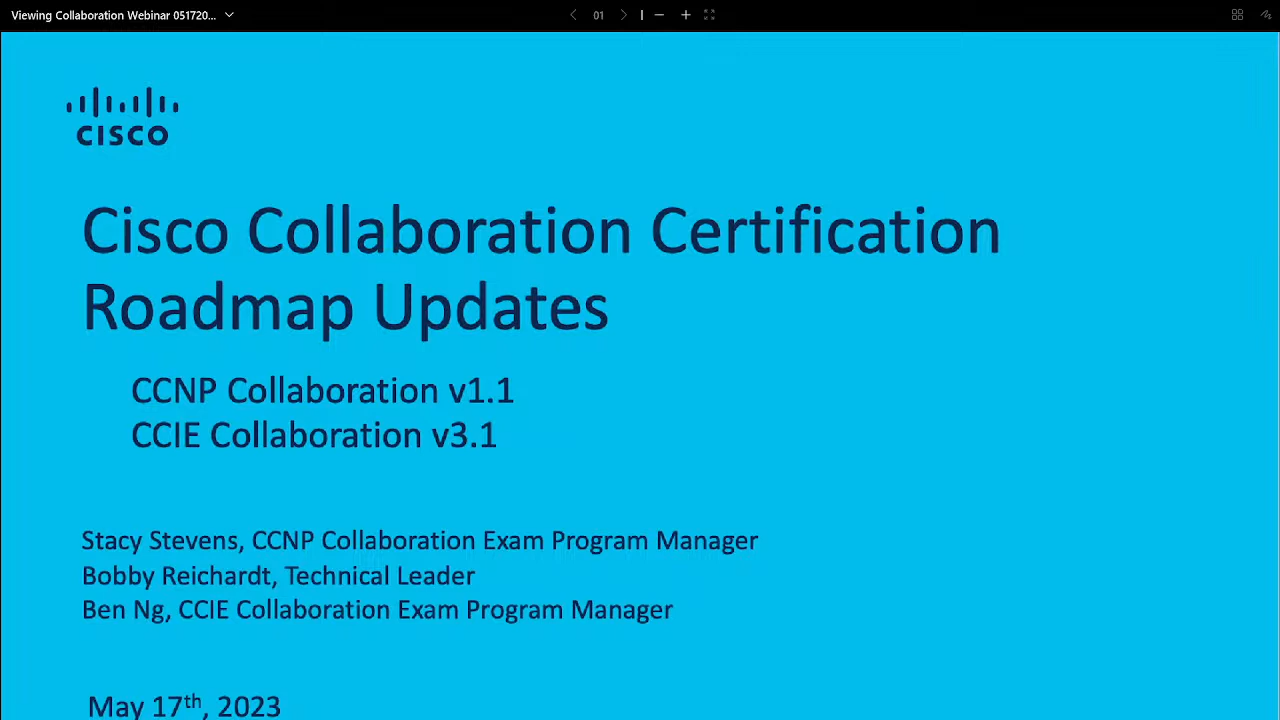 Viewing Collaboration Webinar 051720...
01
CISCO
Cisco Collaboration Certification
Roadmap Updates
CCNP Collaboration v1.1
CCIE Collaboration v3.1
Stacy Stevens, CCNP Collaboration Exam Program Manager
Bobby Reichardt, Technical Leader
Ben Ng, CCIE Collaboration Exam Program Manager
May 17th, 2023